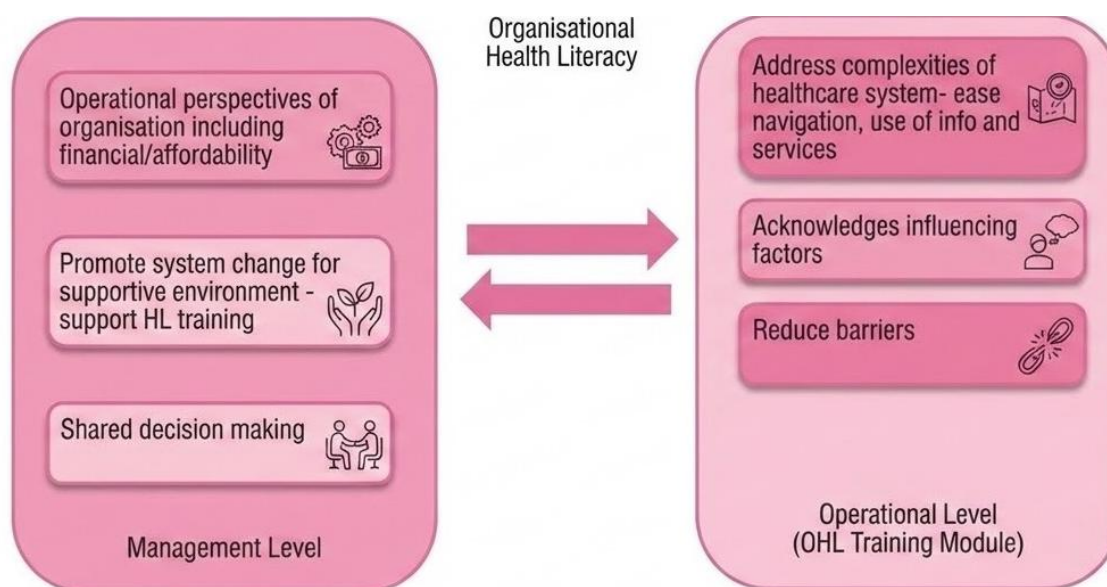 Organisational
Health Literacy
Operational perspectives of
organisation including
financial/affordability
Promote system change for
supportive environment -
support HL training
Shared decision making
Management Level
Address complexities of
healthcare system- ease
navigation, use of info and
services
Acknowledges influencing
factors
Reduce barriers
Operational Level
(OHL Training Module)